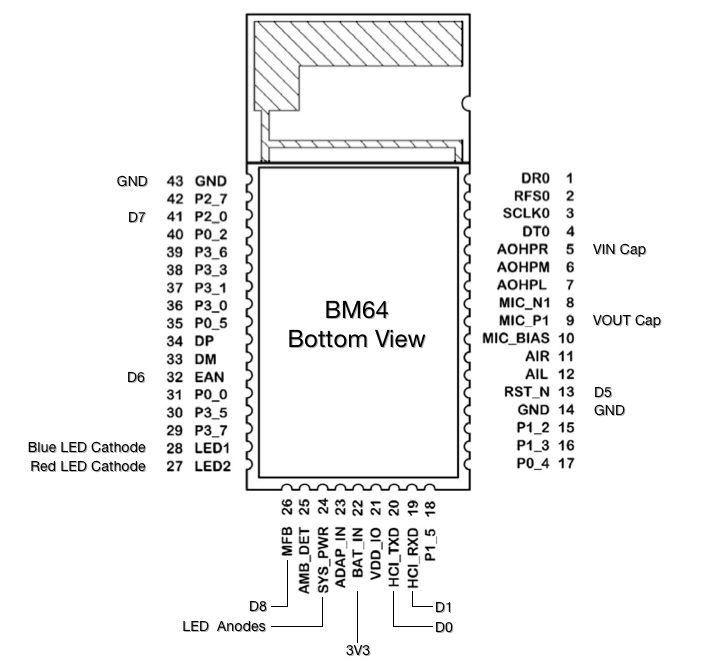 BM64
Bottom View
GND 43 GND
42 P2_7
D7 41 P2_0
40 P0_2
39 P3_6
38 P3_3
37 P3_1
36 P3_0
35 P0_5
34 DP
33 DM
D6 32 EAN
31 P0_0
30 P3_5
29 P3_7
Blue LED Cathode 28 LED1
Red LED Cathode 27 LED2
DR0 1
RFS0 2
SCLK0 3
DT0 4
AOHPR 5 VIN Cap
AOHPM 6
AOHPL 7
MIC_N1 8
MIC_P1 9 VOUT Cap
MIC_BIAS 10
AIR 11
AIL 12
RST_N 13 D5
GND 14 GND
P1_2 15
P1_3 16
P0_4 17
26 MFB
25 AMB_DET
24 SYS_PWR
23 ADAP_IN
22 BAT_IN
21 VDD_IO
20 HCI_TXD
19 HCI_RXD
18 P1_5
D8
D1
LED Anodes
D0
3V3